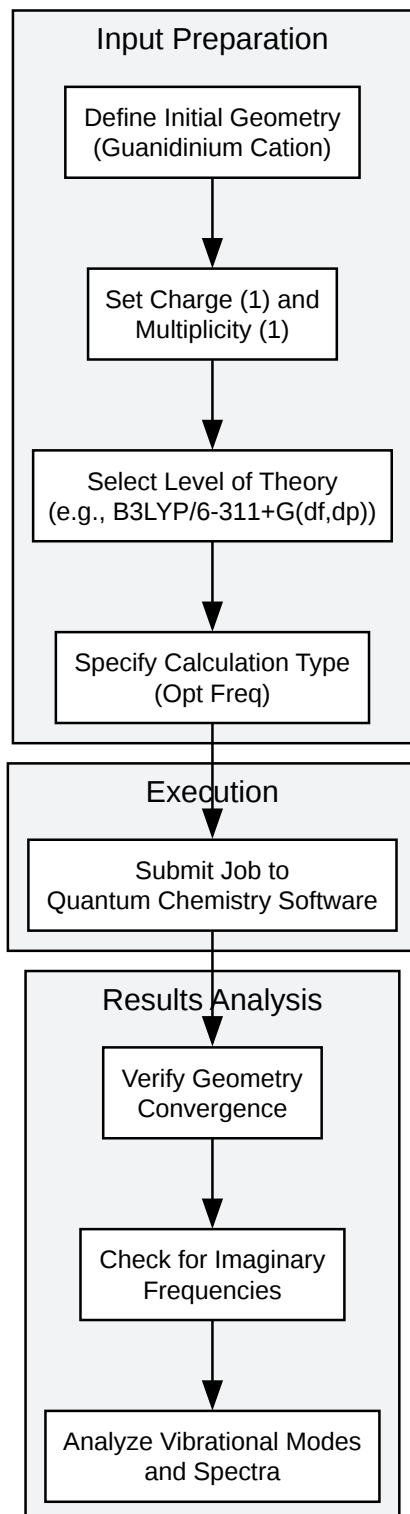 Input Preparation
Define Initial Geometry
(Guanidinium Cation)
Set Charge (1) and
Multiplicity (1)
Select Level of Theory
(e.g., B3LYP/6-311+G(df,dp))
Specify Calculation Type
(Opt Freq)
Execution
Submit Job to
Quantum Chemistry Software
Results Analysis
Verify Geometry
Convergence
Check for Imaginary
Frequencies
Analyze Vibrational Modes
and Spectra